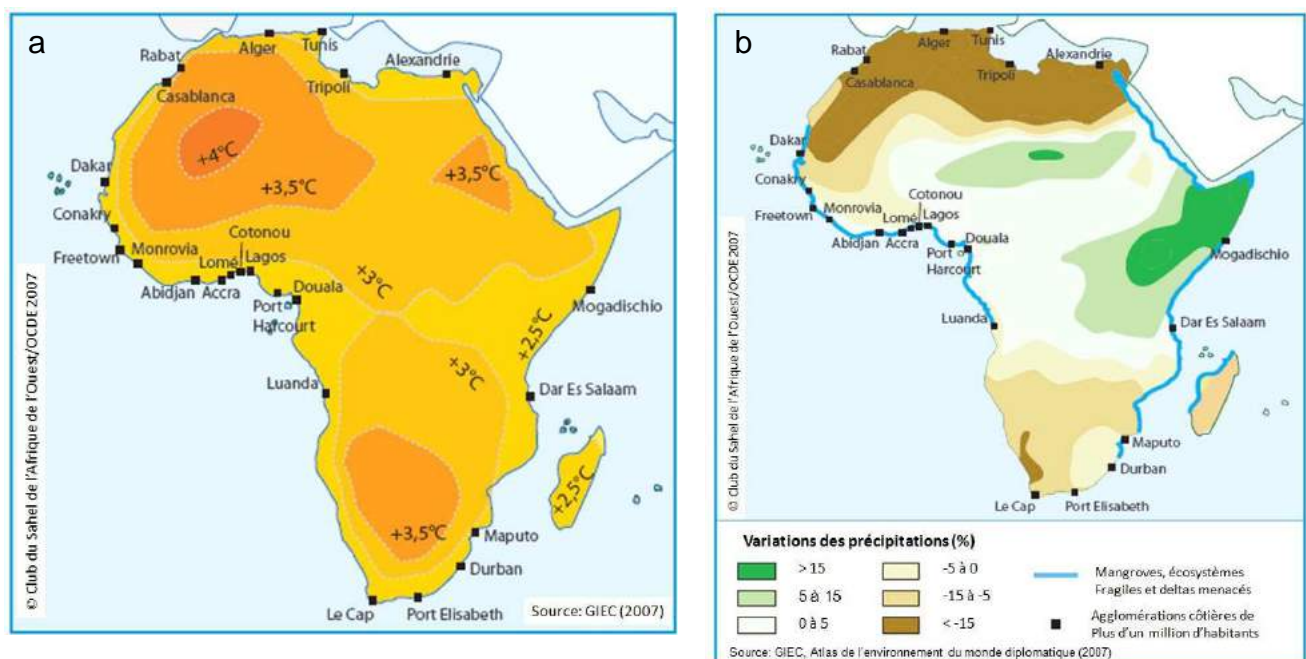 a
Rabat
Alger
Tunis
Alexandrie
Casablanca
Tripoli
+4°C
+3,5°C
+3,5°C
Dakar
Conakry
Freetown
Monrovia
Cotonou
Lomé
Lagos
Abidjan
Accra
Port
Harcourt
Douala
+3°C
Mogadischio
+2,5°C
+3°C
Luanda
Dar Es Salaam
+2,5°C
+3,5°C
Maputo
Durban
Le Cap
Port Elisabeth
© Club du Sahel de l'Afrique de l'Ouest/OCDE 2007
Source: GIEC (2007)
b
Rabat
Alger
Tunis
Alexandrie
Casablanca
Tripoli
Dakar
Conakry
Freetown
Monrovia
Cotonou
Lomé
Lagos
Abidjan
Accra
Port
Harcourt
Douala
Mogadischio
Luanda
Dar Es Salaam
Maputo
Durban
Le Cap
Port Elisabeth
© Club du Sahel de l'Afrique de l'Ouest/OCDE2007
Variations des précipitations (%)
> 15
5 à 15
0 à 5
-5 à 0
-15 à -5
< -15
Mangroves, écosystèmes
Fragiles et deltas menacés
Agglomérations côtières de
Plus d'un million d'habitants
Source: GIEC, Atlas de l'environnement du monde diplomatique (2007)